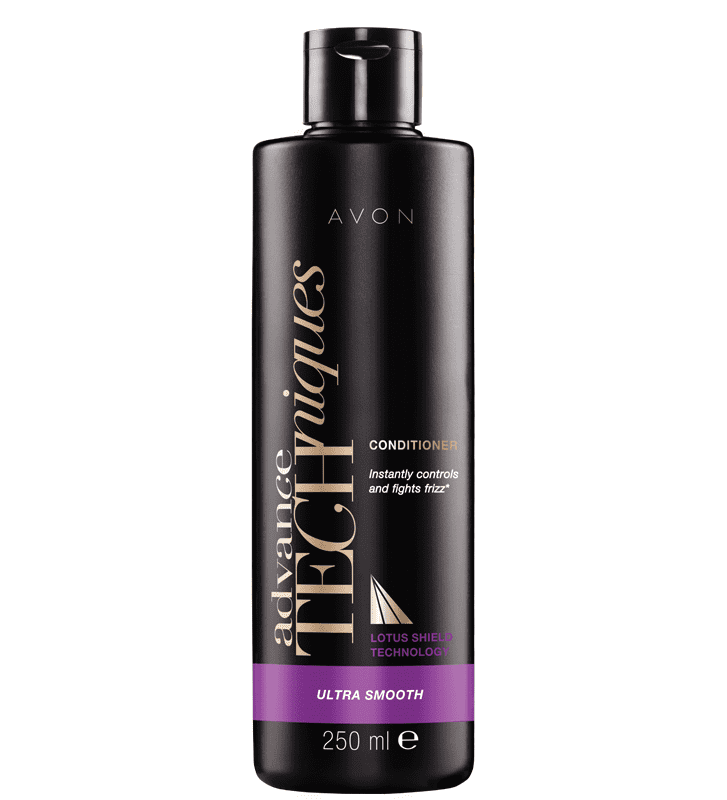 AVON
advance
TECHniques
CONDITIONER
Instantly controls
and fights frizz*
LOTUS SHIELD
TECHNOLOGY
ULTRA SMOOTH
250 ml e